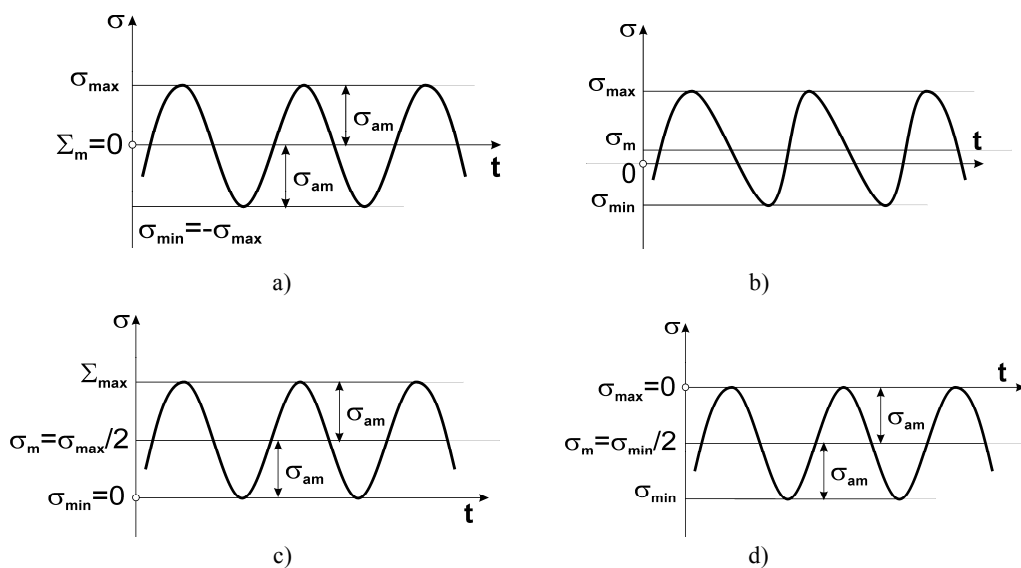 σ
σmax
σam
Σm=0
t
σam
σmin=-σmax
a)
σ
σmax
σm
t
0
σmin
b)
σ
Σmax
σam
σm=σmax/2
σam
σmin=0
t
c)
σ
t
σmax=0
σam
σm=σmin/2
σam
σmin
d)